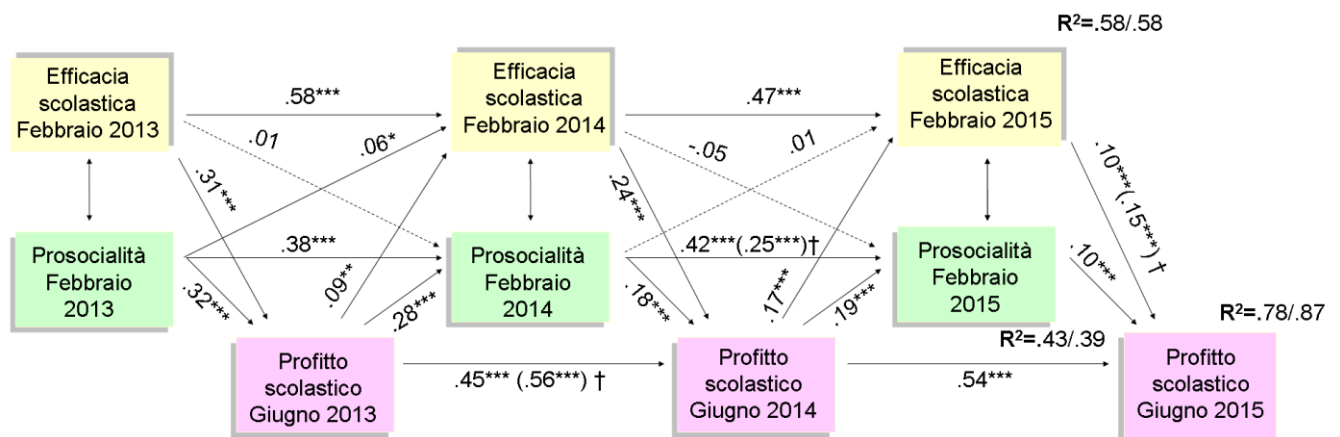 R²=.58/.58
Efficacia
scolastica
Febbraio 2013
.58***
Efficacia
scolastica
Febbraio 2014
.47***
Efficacia
scolastica
Febbraio 2015
.01
.06*
-.05
.01
.31***
.24***
.10***(.15***) †
Prosocialità
Febbraio
2013
.38***
Prosocialità
Febbraio
2014
.42***(.25***)†
Prosocialità
Febbraio
2015
.10***
.32***
.09**
.28***
.18***
.17***
.19***
R²=.43/.39
R²=.78/.87
Profitto
scolastico
Giugno 2013
.45*** (.56***) †
Profitto
scolastico
Giugno 2014
.54***
Profitto
scolastico
Giugno 2015